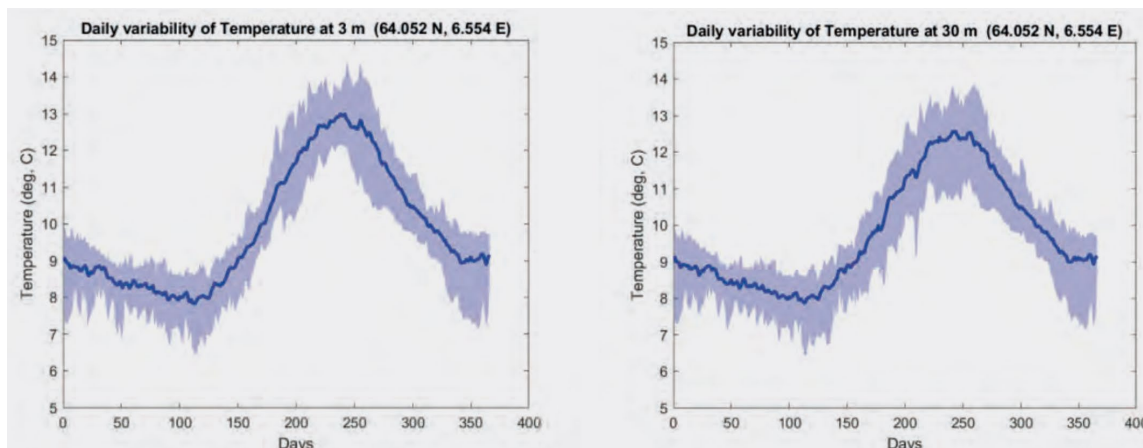 Daily variability of Temperature at 3 m (64.052 N, 6.554 E)
15
14
13
12
11
10
9
8
7
6
5
Temperature (deg, C)
0 50 100 150 200 250 300 350 400
Days
Daily variability of Temperature at 30 m (64.052 N, 6.554 E)
15
14
13
12
11
10
9
8
7
6
5
Temperature (deg, C)
0 50 100 150 200 250 300 350 400
Days